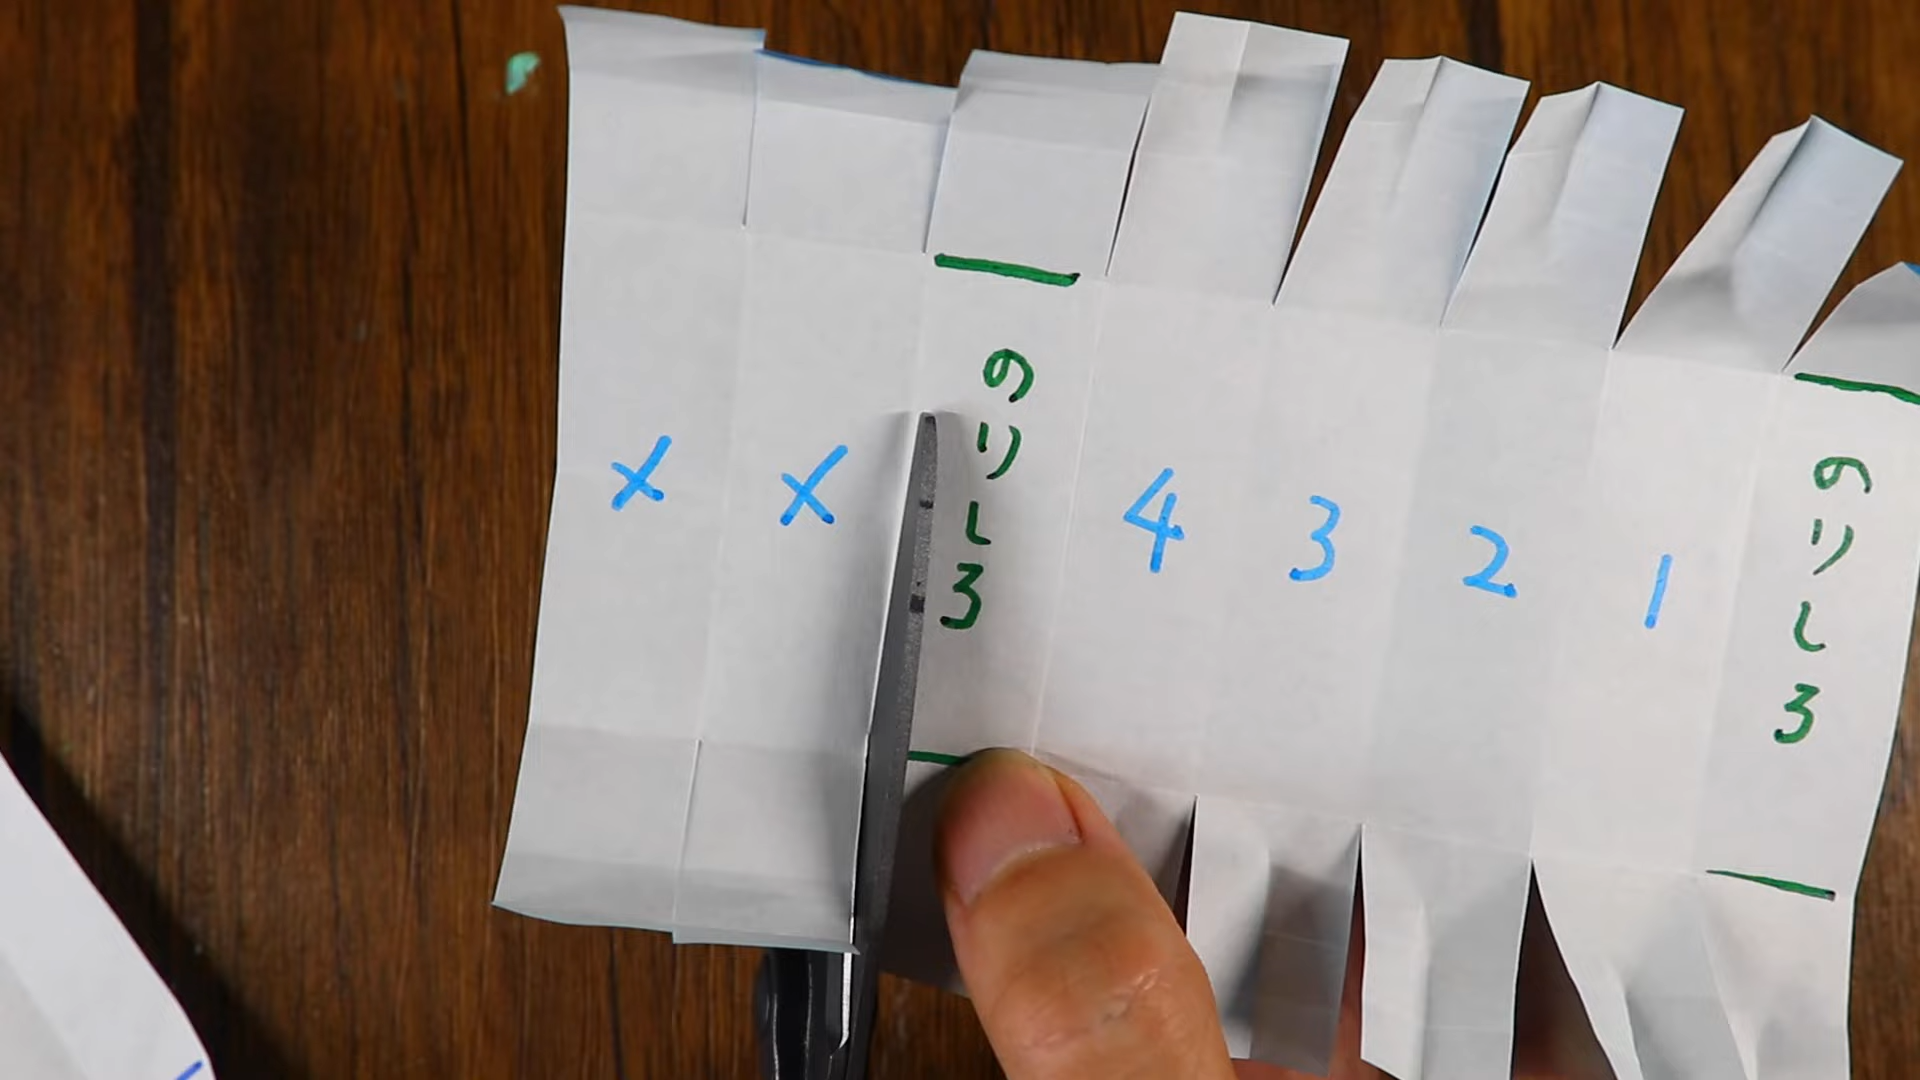 × × のりしろ 4 3 2 1 のりしろ